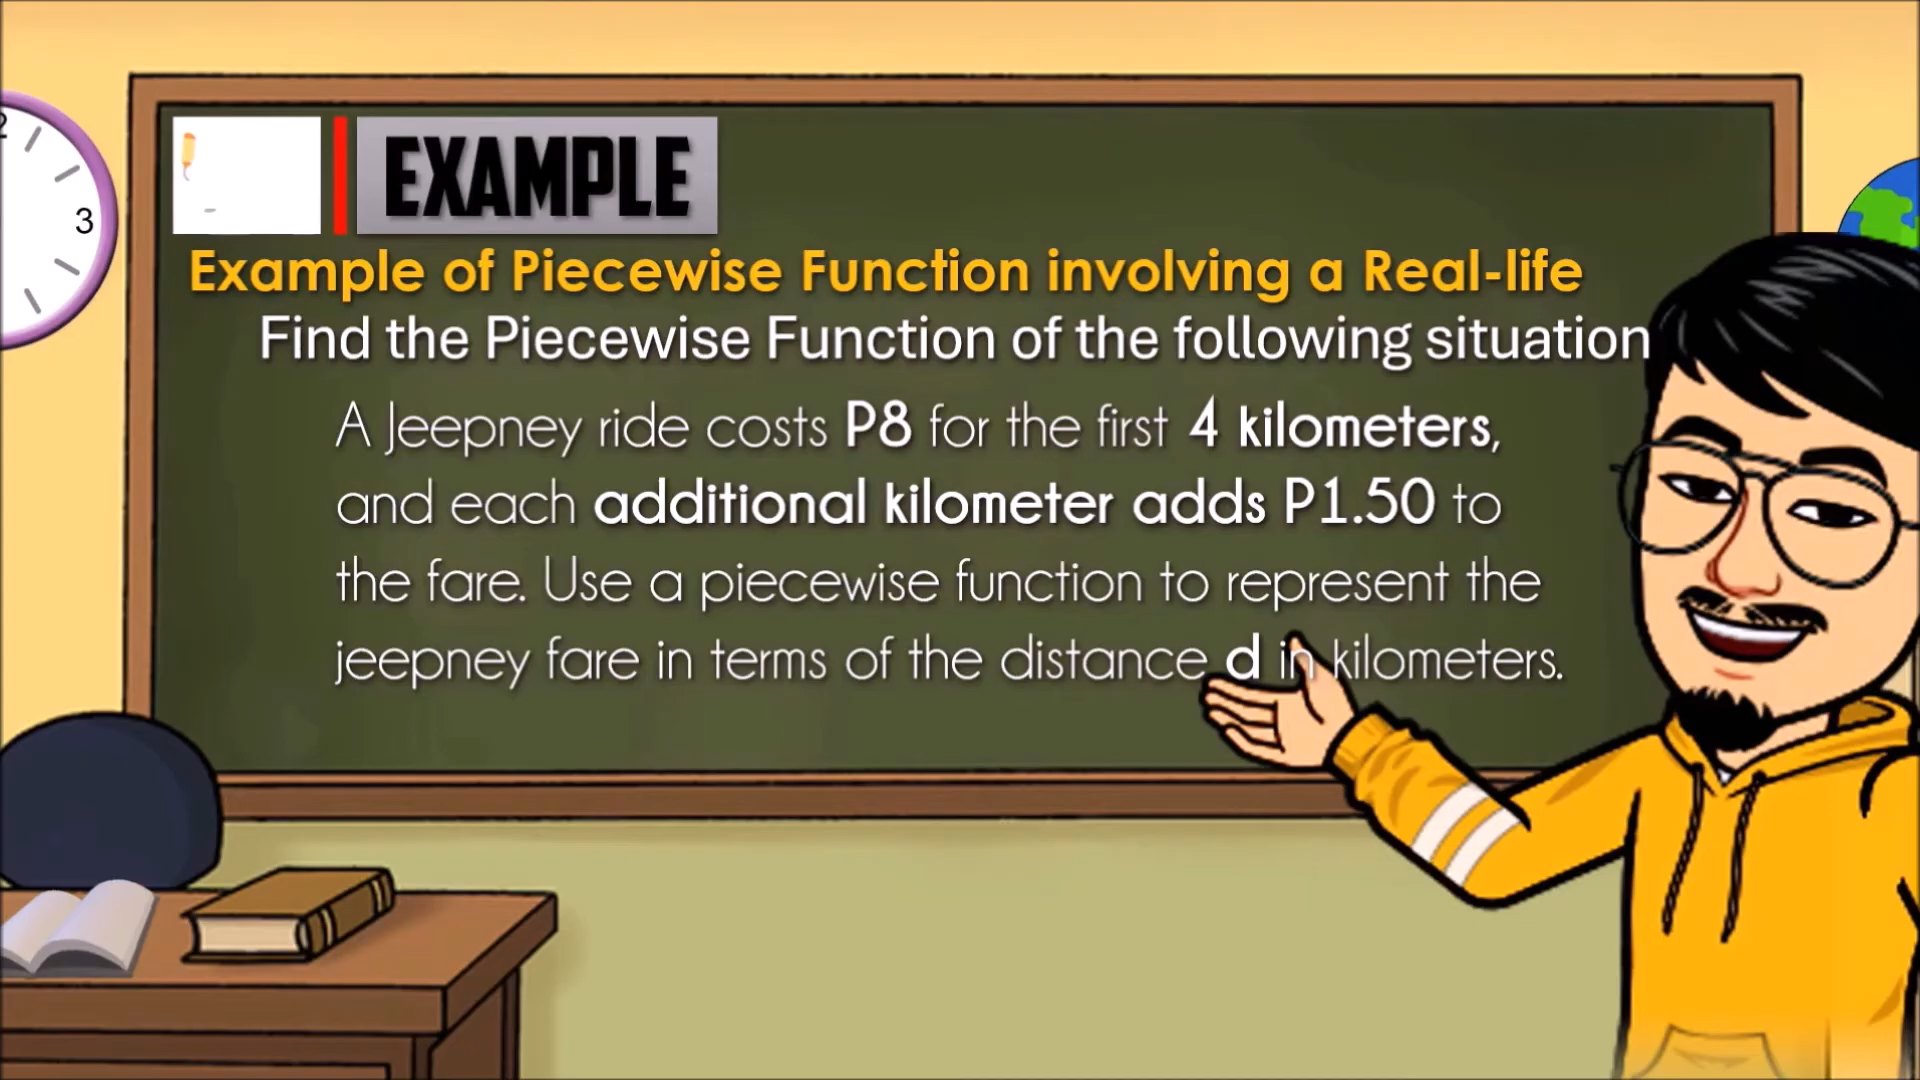 EXAMPLE
Example of Piecewise Function involving a Real-life
Find the Piecewise Function of the following situation
A Jeepney ride costs P8 for the first 4 kilometers,
and each additional kilometer adds P1.50 to
the fare. Use a piecewise function to represent the
jeepney fare in terms of the distance d in kilometers.
2
3